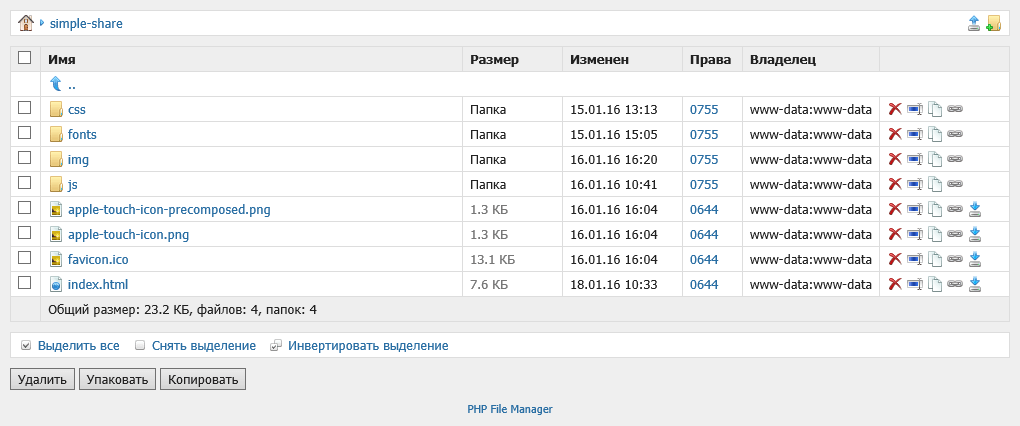 simple-share
Имя Размер Изменен Права Владелец
..
css Папка 15.01.16 13:13 0755 www-data:www-data
fonts Папка 15.01.16 15:05 0755 www-data:www-data
img Папка 16.01.16 16:20 0755 www-data:www-data
js Папка 16.01.16 10:41 0755 www-data:www-data
apple-touch-icon-precomposed.png 1.3 КБ 16.01.16 16:04 0644 www-data:www-data
apple-touch-icon.png 1.3 КБ 16.01.16 16:04 0644 www-data:www-data
favicon.ico 13.1 КБ 16.01.16 16:04 0644 www-data:www-data
index.html 7.6 КБ 18.01.16 10:33 0644 www-data:www-data
Общий размер: 23.2 КБ, файлов: 4, папок: 4
Выделить все Снять выделение Инвертировать выделение
Удалить Упаковать Копировать
PHP File Manager